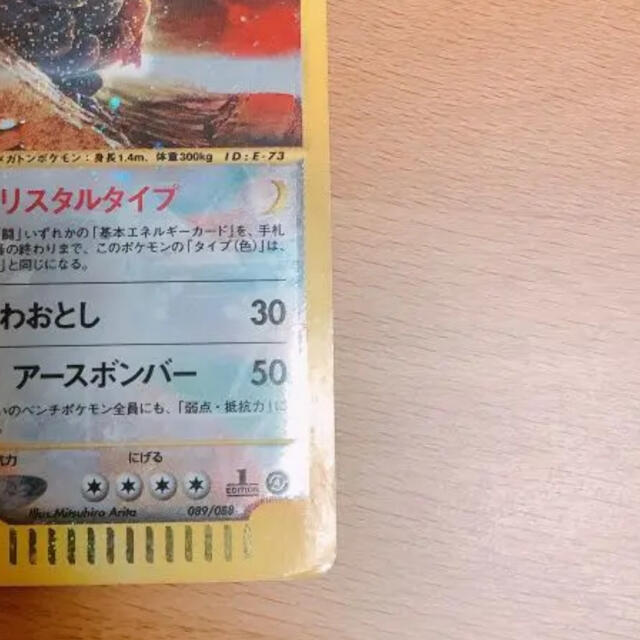 メガトンポケモン：身長1.4m、体重300kg ID:E-73
リスタルタイプ
闘」いずれかの「基本エネルギーカード」を、手札
番の終わりまで、このポケモンの「タイプ（色）」は、
」と同じになる。
わおとし 30
アースボンバー 50
いのベンチポケモン全員にも、「弱点・抵抗力」に
抗力 にげる
1 EDITION
Illus. Mitsuhiro Arita 089/088